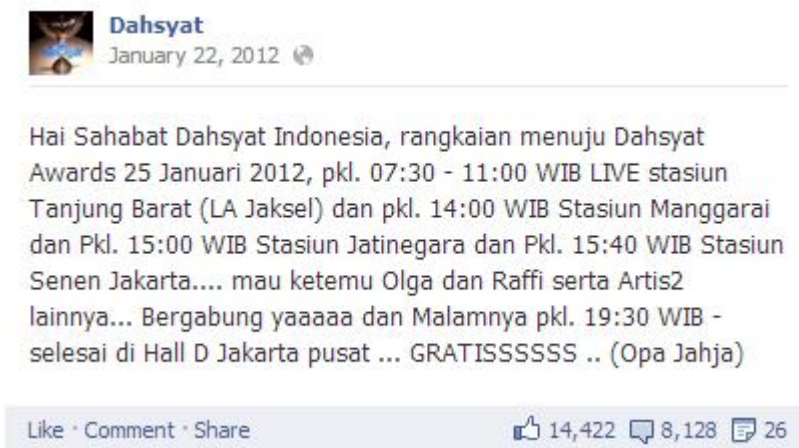 Dahsyat
January 22, 2012
Hai Sahabat Dahsyat Indonesia, rangkaian menuju Dahsyat
Awards 25 Januari 2012, pkl. 07:30 - 11:00 WIB LIVE stasiun
Tanjung Barat (LA Jaksel) dan pkl. 14:00 WIB Stasiun Manggarai
dan Pkl. 15:00 WIB Stasiun Jatinegara dan Pkl. 15:40 WIB Stasiun
Senen Jakarta.... mau ketemu Olga dan Raffi serta Artis2
lainnya... Bergabung yaaaaa dan Malamnya pkl. 19:30 WIB -
selesai di Hall D Jakarta pusat ... GRATISSSSSS .. (Opa Jahja)
Like · Comment · Share 14,422 8,128 26